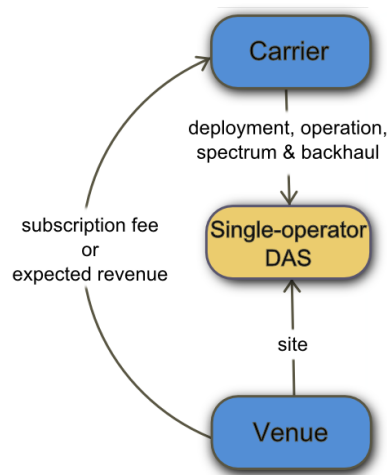 Carrier
deployment, operation,
spectrum & backhaul
subscription fee
or
expected revenue
Single-operator
DAS
site
Venue